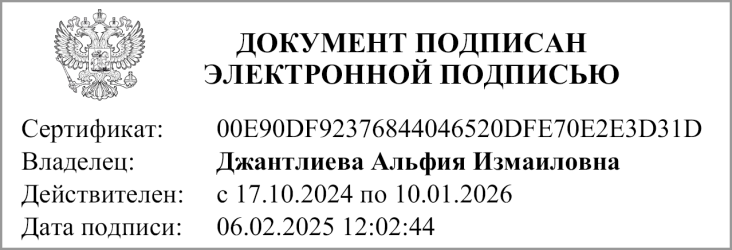 ДОКУМЕНТ ПОДПИСАН
ЭЛЕКТРОННОЙ ПОДПИСЬЮ
Сертификат: 00E90DF92376844046520DFE70E2E3D31D
Владелец: Джантлиева Альфия Измаиловна
Действителен: с 17.10.2024 по 10.01.2026
Дата подписи: 06.02.2025 12:02:44